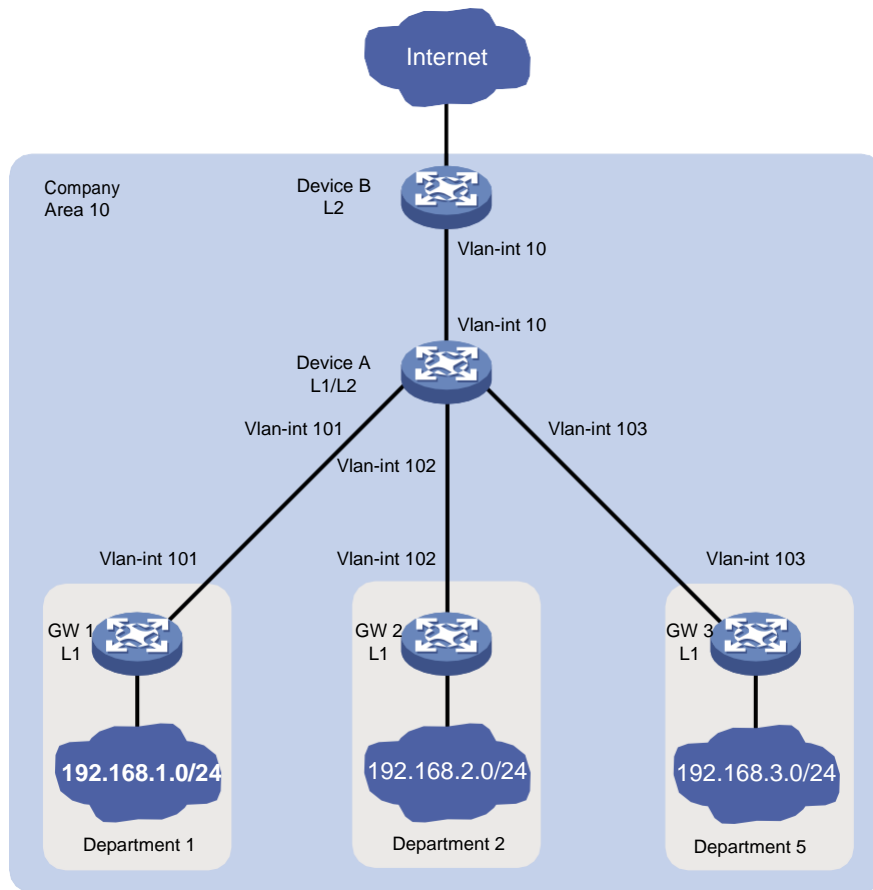 Internet
Company
Area 10
Device B
L2
Vlan-int 10
Vlan-int 10
Device A
L1/L2
Vlan-int 101
Vlan-int 103
Vlan-int 102
Vlan-int 101
Vlan-int 102
Vlan-int 103
GW 1
L1
GW 2
L1
GW 3
L1
192.168.1.0/24
192.168.2.0/24
192.168.3.0/24
Department 1
Department 2
Department 5